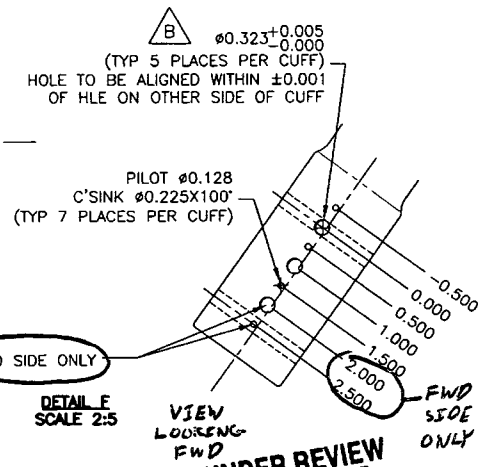 B
ø0.323 +0.005
-0.000
(TYP 5 PLACES PER CUFF)
HOLE TO BE ALIGNED WITHIN ±0.001
OF HLE ON OTHER SIDE OF CUFF
PILOT ø0.128
C'SINK ø0.225X100°
(TYP 7 PLACES PER CUFF)
-0.500
0.000
0.500
1.000
1.500
2.000
2.500
SIDE ONLY
FWD
SIDE
ONLY
DETAIL F
SCALE 2:5
VIEW
LOOKING
FWD
UNDER REVIEW